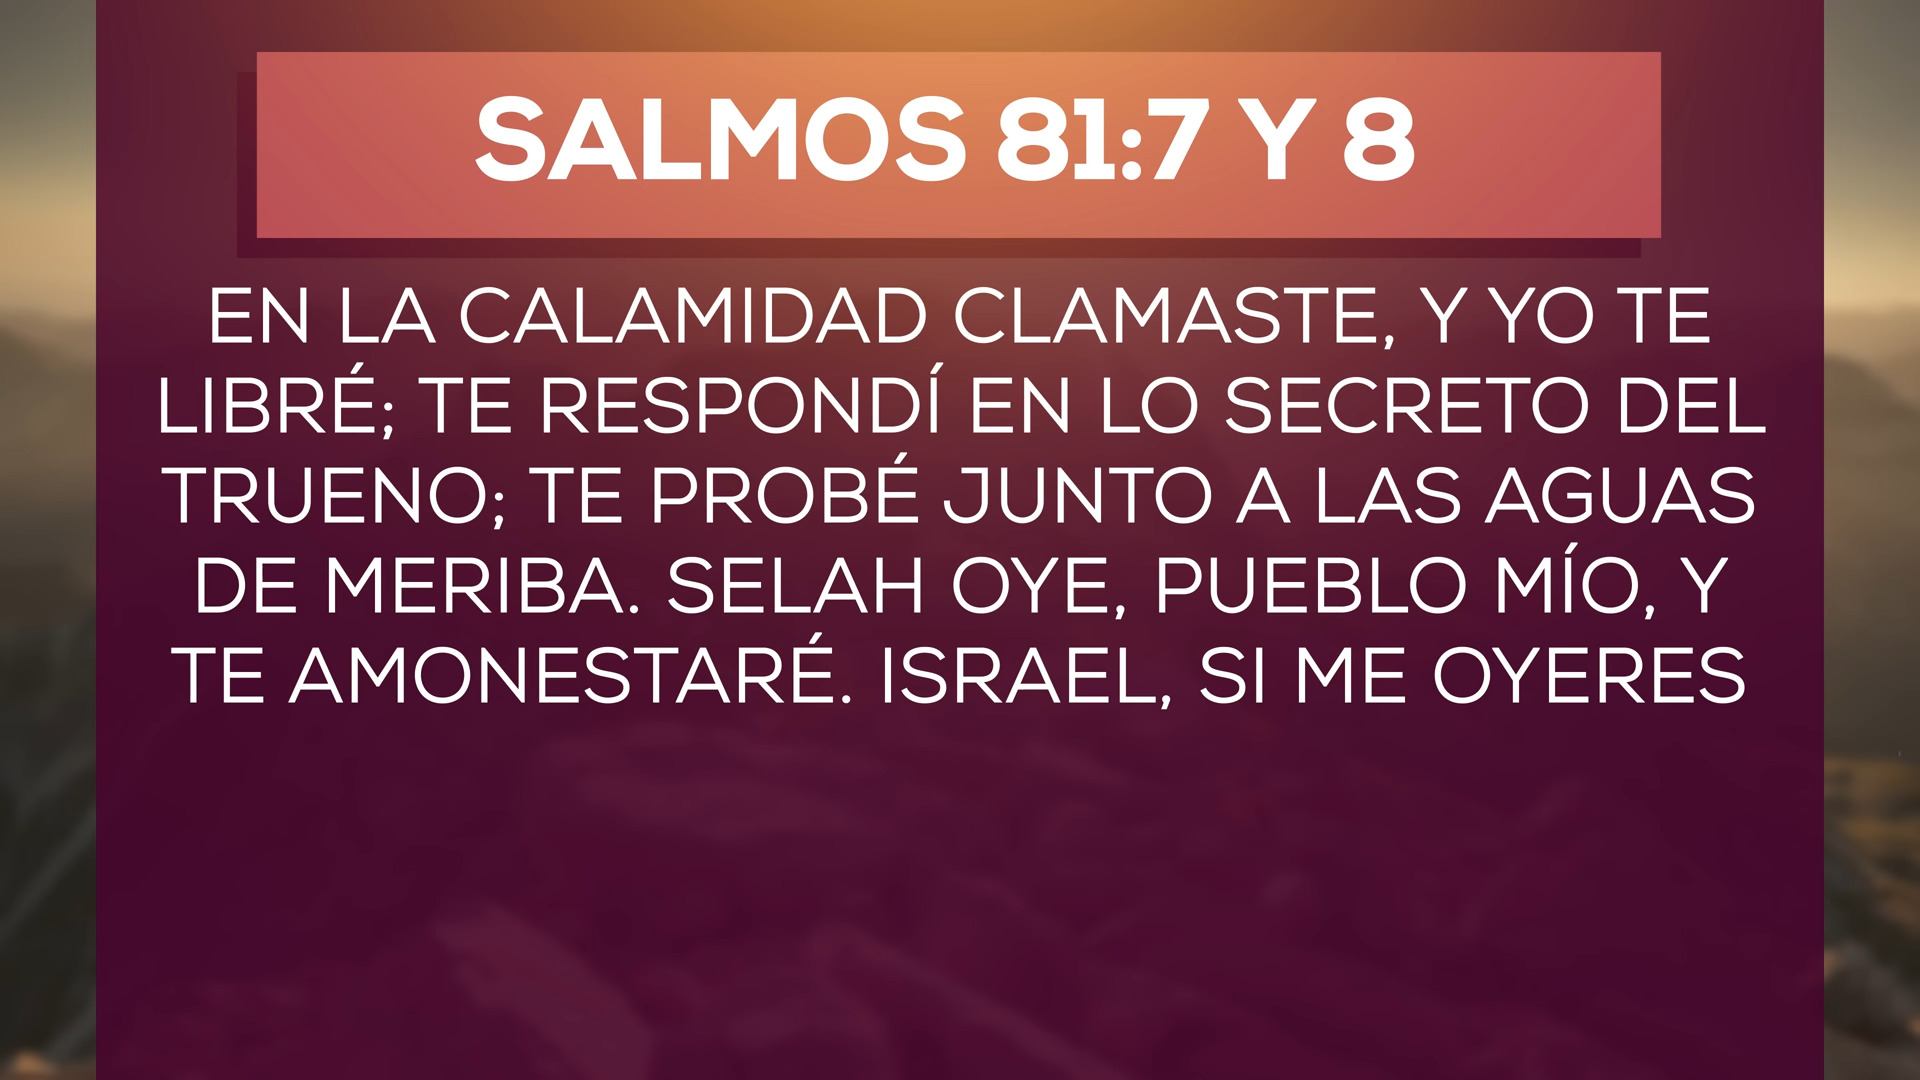 SALMOS 81:7 Y 8
EN LA CALAMIDAD CLAMASTE, Y YO TE
LIBRÉ; TE RESPONDÍ EN LO SECRETO DEL
TRUENO; TE PROBÉ JUNTO A LAS AGUAS
DE MERIBA. SELAH OYE, PUEBLO MÍO, Y
TE AMONESTARÉ. ISRAEL, SI ME OYERES